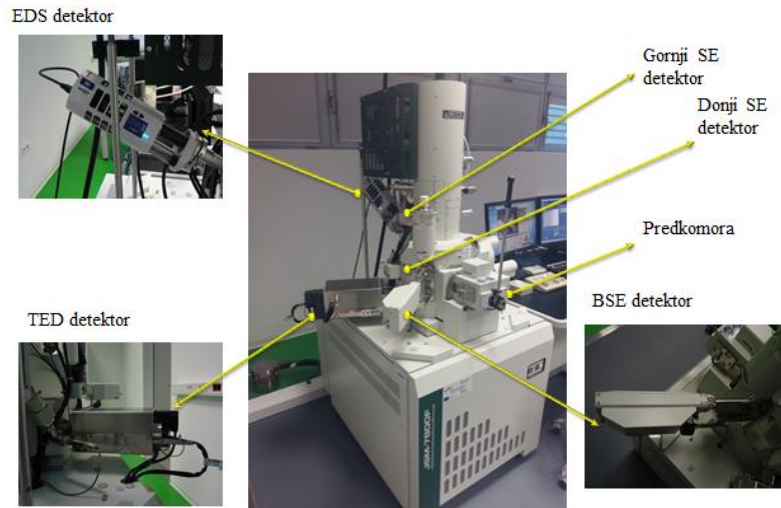 EDS detektor
Gornji SE
detektor
Donji SE
detektor
Predkomora
TED detektor
BSE detektor
JSM-7800F